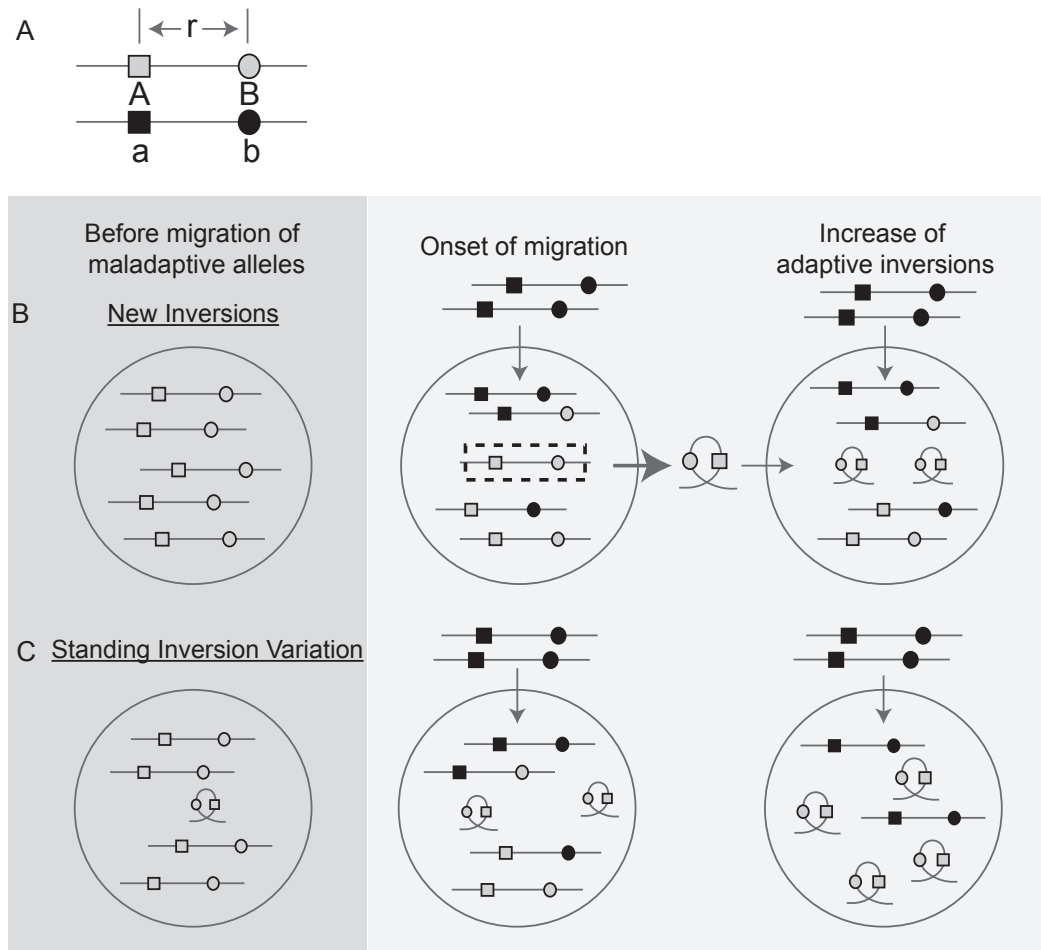 A
r
A B
a b
Before migration of
maladaptive alleles
Onset of migration
Increase of
adaptive inversions
B New Inversions
C Standing Inversion Variation